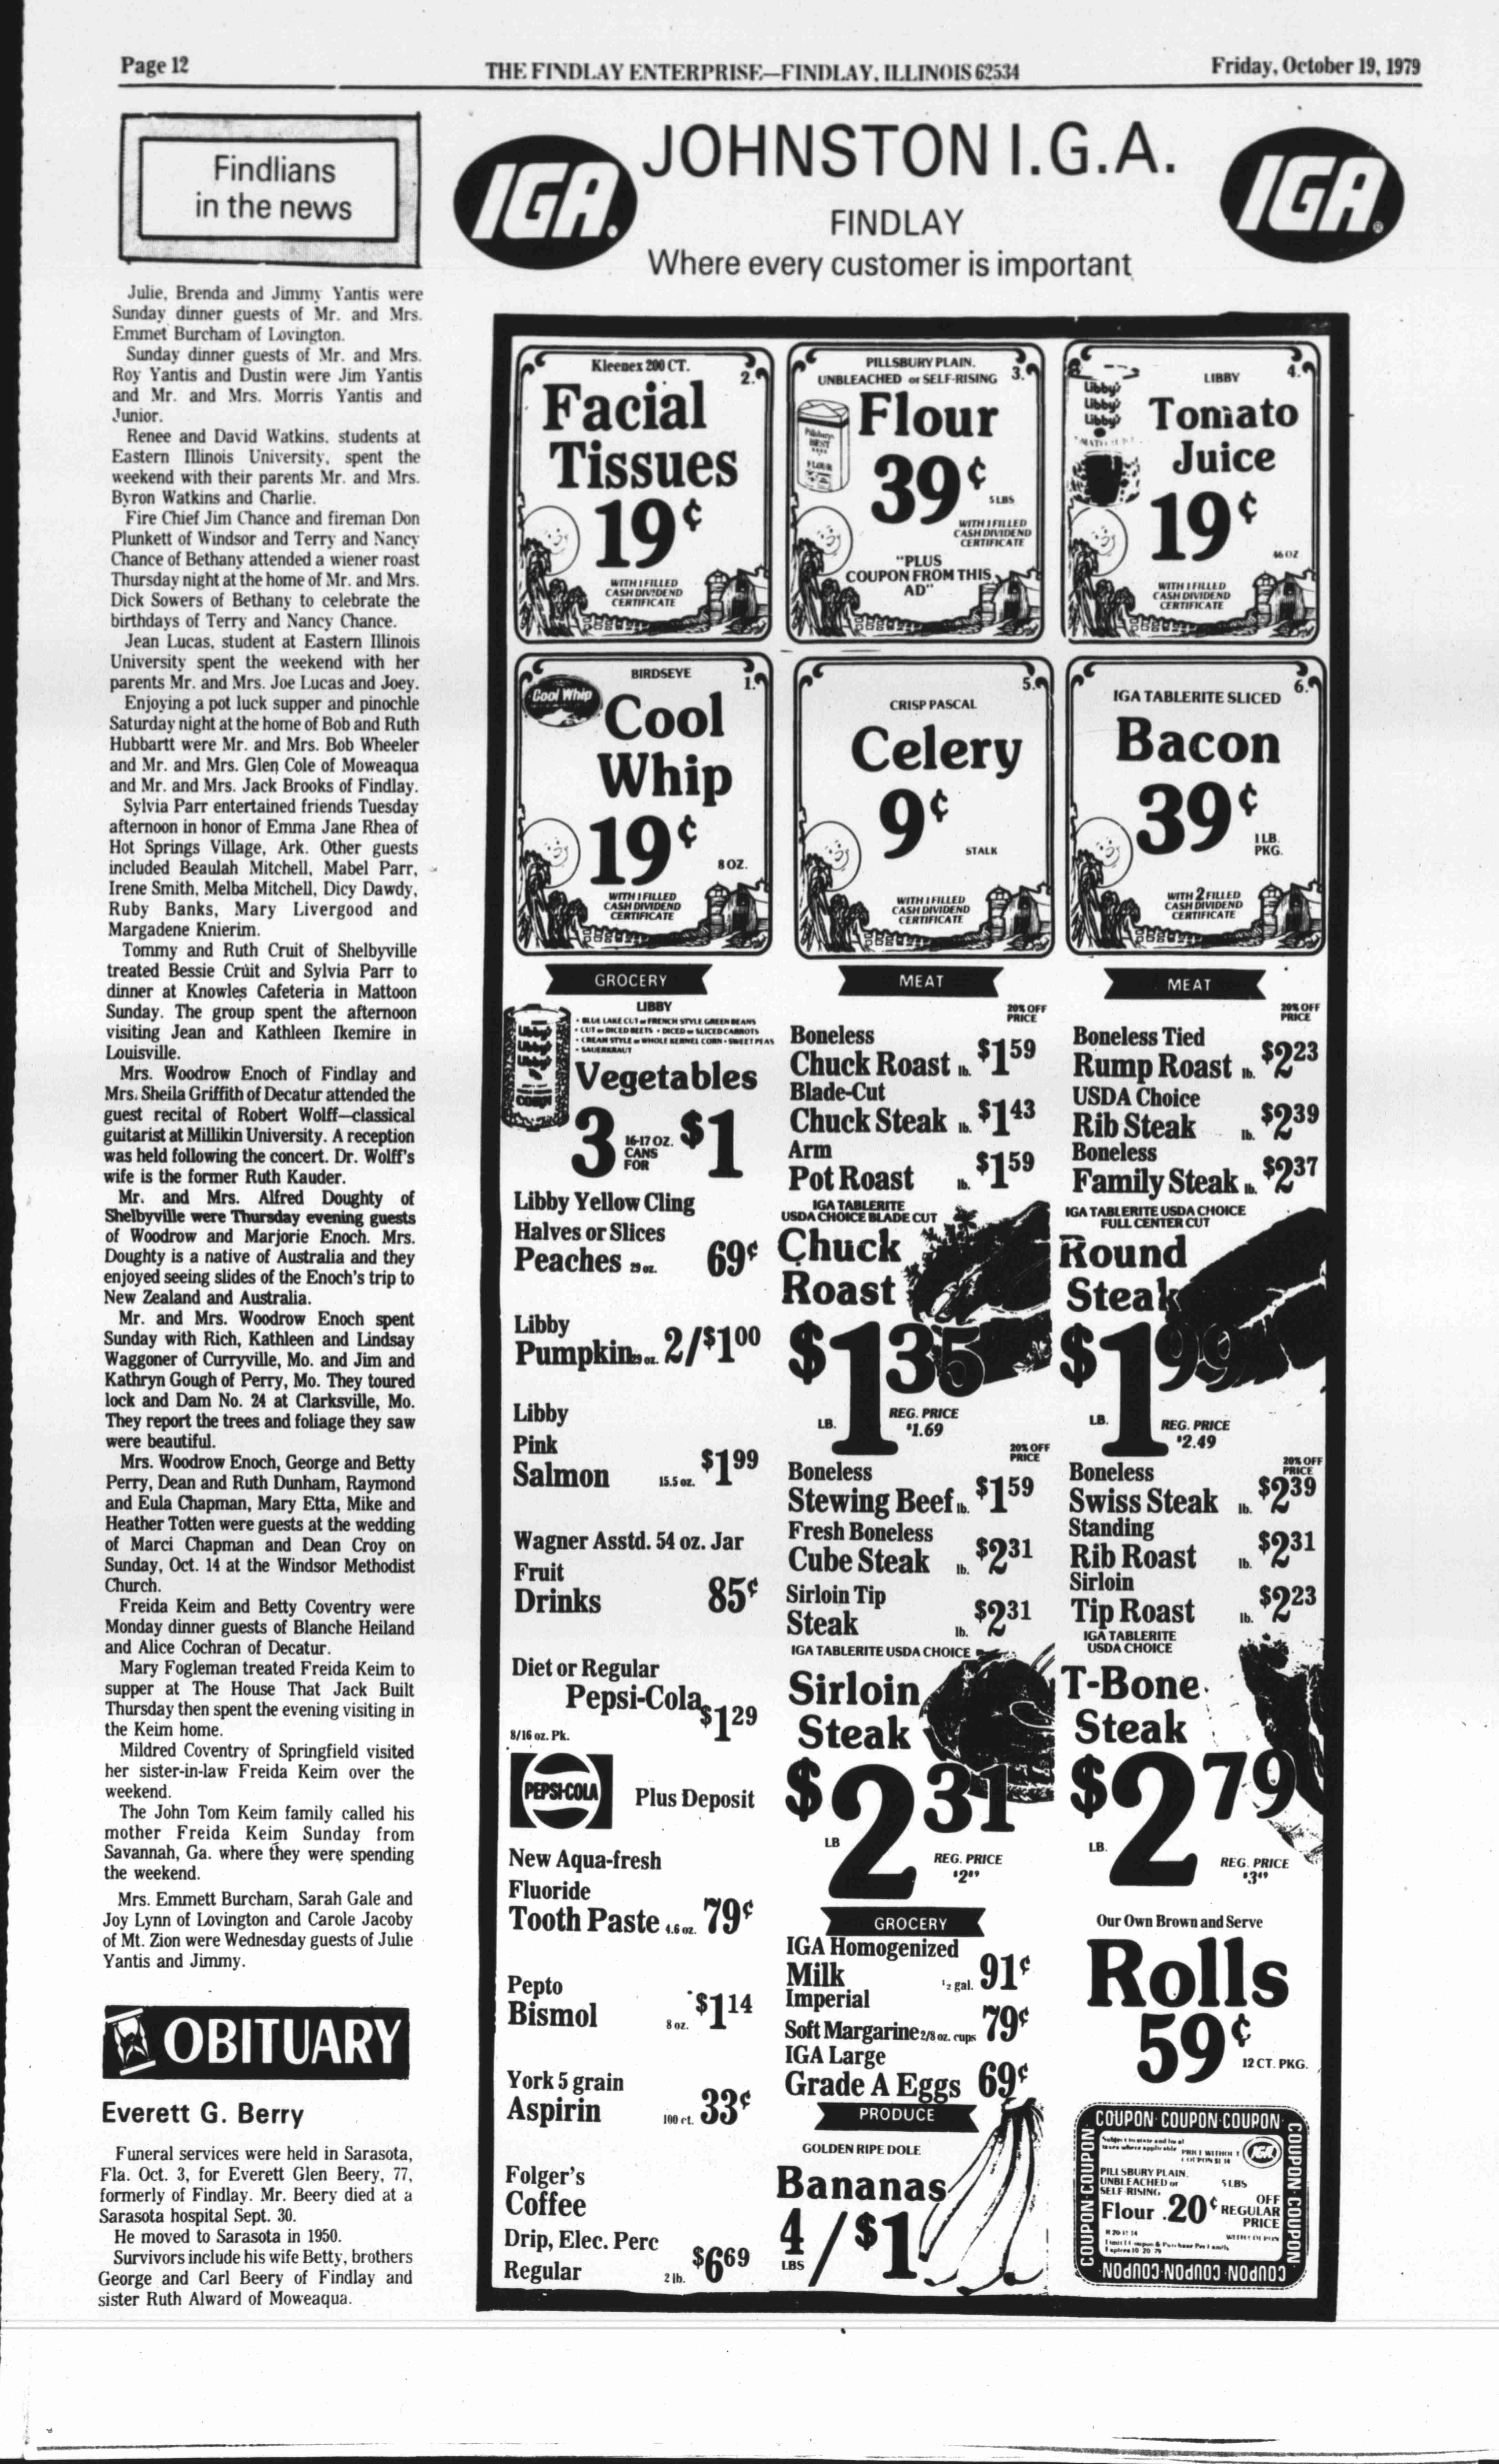 Page 12
THE FINDLAY ENTERPRISE—FINDLAY, ILLINOIS 62534
Friday, October 19, 1979
Findlians
in the news
Julie, Brenda and Jimmy Yantis were
Sunday dinner guests of Mr. and Mrs.
Emmet Burcham of Lovington.
Sunday dinner guests of Mr. and Mrs.
Roy Yantis and Dustin were Jim Yantis
and Mr. and Mrs. Morris Yantis and
Junior.
Renee and David Watkins, students at
Eastern Illinois University, spent the
weekend with their parents Mr. and Mrs.
Byron Watkins and Charlie.
Fire Chief Jim Chance and fireman Don
Plunkett of Windsor and Terry and Nancy
Chance of Bethany attended a wiener roast
Thursday night at the home of Mr. and Mrs.
Dick Sowers of Bethany to celebrate the
birthdays of Terry and Nancy Chance.
Jean Lucas, student at Eastern Illinois
University spent the weekend with her
parents Mr. and Mrs. Joe Lucas and Joey.
Enjoying a pot luck supper and pinochle
Saturday night at the home of Bob and Ruth
Hubbartt were Mr. and Mrs. Bob Wheeler
and Mr. and Mrs. Glen Cole of Moweaqua
and Mr. and Mrs. Jack Brooks of Findlay.
Sylvia Parr entertained friends Tuesday
afternoon in honor of Emma Jane Rhea of
Hot Springs Village, Ark. Other guests
included Beaulah Mitchell, Mabel Parr,
Irene Smith, Melba Mitchell, Dicy Dawdy,
Ruby Banks, Mary Livergood and
Margadene Knierim.
Tommy and Ruth Cruit of Shelbyville
treated Bessie Cruit and Sylvia Parr to
dinner at Knowles Cafeteria in Mattoon
Sunday. The group spent the afternoon
visiting Jean and Kathleen Ikemire in
Louisville.
Mrs. Woodrow Enoch of Findlay and
Mrs. Sheila Griffith of Decatur attended the
guest recital of Robert Wolff—classical
guitarist at Millikin University. A reception
was held following the concert. Dr. Wolff's
wife is the former Ruth Kauder.
Mr. and Mrs. Alfred Doughty of
Shelbyville were Thursday evening guests
of Woodrow and Marjorie Enoch. Mrs.
Doughty is a native of Australia and they
enjoyed seeing slides of the Enoch's trip to
New Zealand and Australia.
Mr. and Mrs. Woodrow Enoch spent
Sunday with Rich, Kathleen and Lindsay
Waggoner of Curryville, Mo. and Jim and
Kathryn Gough of Perry, Mo. They toured
lock and Dam No. 24 at Clarksville, Mo.
They report the trees and foliage they saw
were beautiful.
Mrs. Woodrow Enoch, George and Betty
Perry, Dean and Ruth Dunham, Raymond
and Eula Chapman, Mary Etta, Mike and
Heather Totten were guests at the wedding
of Marci Chapman and Dean Croy on
Sunday, Oct. 14 at the Windsor Methodist
Church.
Freida Keim and Betty Coventry were
Monday dinner guests of Blanche Heiland
and Alice Cochran of Decatur.
Mary Fogleman treated Freida Keim to
supper at The House That Jack Built
Thursday then spent the evening visiting in
the Keim home.
Mildred Coventry of Springfield visited
her sister-in-law Freida Keim over the
weekend.
The John Tom Keim family called his
mother Freida Keim Sunday from
Savannah, Ga. where they were spending
the weekend.
Mrs. Emmett Burcham, Sarah Gale and
Joy Lynn of Lovington and Carole Jacoby
of Mt. Zion were Wednesday guests of Julie
Yantis and Jimmy.
OBITUARY
Everett G. Berry
Funeral services were held in Sarasota,
Fla. Oct. 3, for Everett Glen Beery, 77,
formerly of Findlay. Mr. Beery died at a
Sarasota hospital Sept. 30.
He moved to Sarasota in 1950.
Survivors include his wife Betty, brothers
George and Carl Beery of Findlay and
sister Ruth Alward of Moweaqua.
IGA
JOHNSTON I.G.A.
FINDLAY
Where every customer is important
IGA
Kleenex 200 CT.
2.
Facial
Tissues
19¢
WITH 1 FILLED
CASH DIVIDEND
CERTIFICATE
PILLSBURY PLAIN,
UNBLEACHED or SELF-RISING
3.
Flour
39¢
5 LBS
WITH 1 FILLED
CASH DIVIDEND
CERTIFICATE
"PLUS
COUPON FROM THIS
AD"
LIBBY
4.
Libby's
Libby's
Libby's
Tomato
Juice
19¢
46 OZ
WITH 1 FILLED
CASH DIVIDEND
CERTIFICATE
BIRDSEYE
1.
Cool Whip
Cool
Whip
19¢
8 OZ.
WITH 1 FILLED
CASH DIVIDEND
CERTIFICATE
5.
CRISP PASCAL
Celery
9¢
STALK
WITH 1 FILLED
CASH DIVIDEND
CERTIFICATE
6.
IGA TABLERITE SLICED
Bacon
39¢
1 LB.
PKG.
WITH 2 FILLED
CASH DIVIDEND
CERTIFICATE
GROCERY
LIBBY
• BLUE LAKE CUT or FRENCH STYLE GREEN BEANS
• CUT or DICED BEETS • DICED or SLICED CARROTS
• CREAM STYLE or WHOLE KERNEL CORN • SWEET PEAS
• SAUERKRAUT
Vegetables
3 16-17 OZ. CANS FOR $1
Libby Yellow Cling
Halves or Slices
Peaches 29 oz. 69¢
Libby
Pumpkin 29 oz. 2/$100
Libby
Pink
Salmon 15.5 oz. $1 99
Wagner Asstd. 54 oz. Jar
Fruit
Drinks 85¢
Diet or Regular
Pepsi-Cola $1 29
8/16 oz. Pk.
PEPSI-COLA
Plus Deposit
New Aqua-fresh
Fluoride
Tooth Paste 4.6 oz. 79¢
Pepto
Bismol 8 oz. $1 14
York 5 grain
Aspirin 100 ct. 33¢
Folger's
Coffee
Drip, Elec. Perc
Regular 2 lb. $6 69
MEAT
20% OFF
PRICE
Boneless
Chuck Roast lb. $1 59
Blade-Cut
Chuck Steak lb. $1 43
Arm
Pot Roast lb. $1 59
IGA TABLERITE
USDA CHOICE BLADE CUT
Chuck
Roast
$1 35
LB.
REG. PRICE
$1.69
20% OFF
PRICE
Boneless
Stewing Beef lb. $1 59
Fresh Boneless
Cube Steak lb. $2 31
Sirloin Tip
Steak lb. $2 31
IGA TABLERITE USDA CHOICE
Sirloin
Steak
$2 31
LB
REG. PRICE
GROCERY
IGA Homogenized
Milk ½ gal. 91¢
Imperial
Soft Margarine 2/8 oz. cups 79¢
IGA Large
Grade A Eggs 69¢
PRODUCE
GOLDEN RIPE DOLE
Bananas
4 LBS/$1
MEAT
20% OFF
PRICE
Boneless Tied
Rump Roast lb. $2 23
USDA Choice
Rib Steak lb. $2 39
Boneless
Family Steak lb. $2 37
IGA TABLERITE USDA CHOICE
FULL CENTER CUT
Round
Steak
$1 99
LB.
REG. PRICE
$2.49
20% OFF
PRICE
Boneless
Swiss Steak lb. $2 39
Standing
Rib Roast lb. $2 31
Sirloin
Tip Roast lb. $2 23
IGA TABLERITE
USDA CHOICE
T-Bone
Steak
$2 79
LB.
REG. PRICE
$3 49
Our Own Brown and Serve
Rolls
59¢
12 CT. PKG.
COUPON·COUPON·COUPON
COUPON·COUPON
COUPON·COUPON
Subject to state and local
taxes where applicable
PRICE WITHOUT
COUPON $1 14
IGA
PILLSBURY PLAIN,
UNBLEACHED or
SELF-RISING
5 LBS
Flour .20¢
OFF
REGULAR
PRICE
WITH COUPON
COUPON·COUPON·COUPON